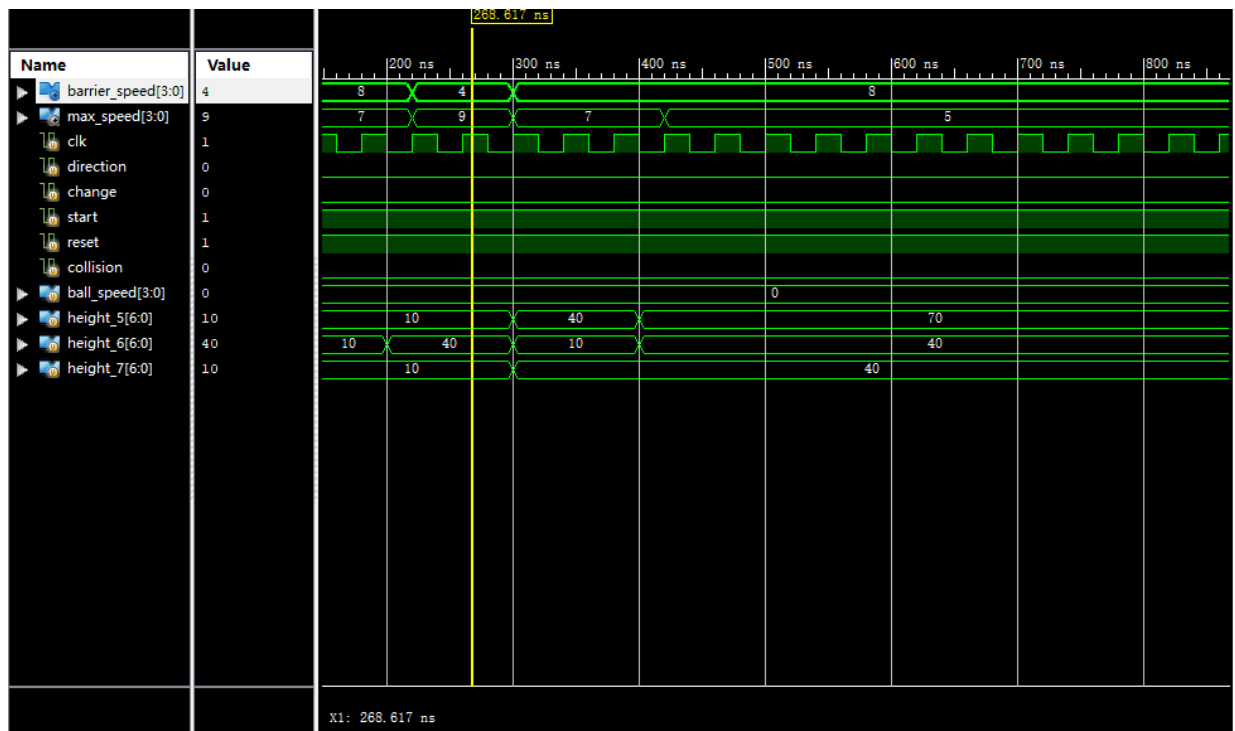 268.617 ns
Name Value 200 ns 300 ns 400 ns 500 ns 600 ns 700 ns 800 ns
barrier_speed[3:0] 4 8 4 8
max_speed[3:0] 9 7 9 7 5
clk 1
direction 0
change 0
start 1
reset 1
collision 0
ball_speed[3:0] 0 0
height_5[6:0] 10 10 40 70
height_6[6:0] 40 10 40 10 40
height_7[6:0] 10 10 40
X1: 268.617 ns